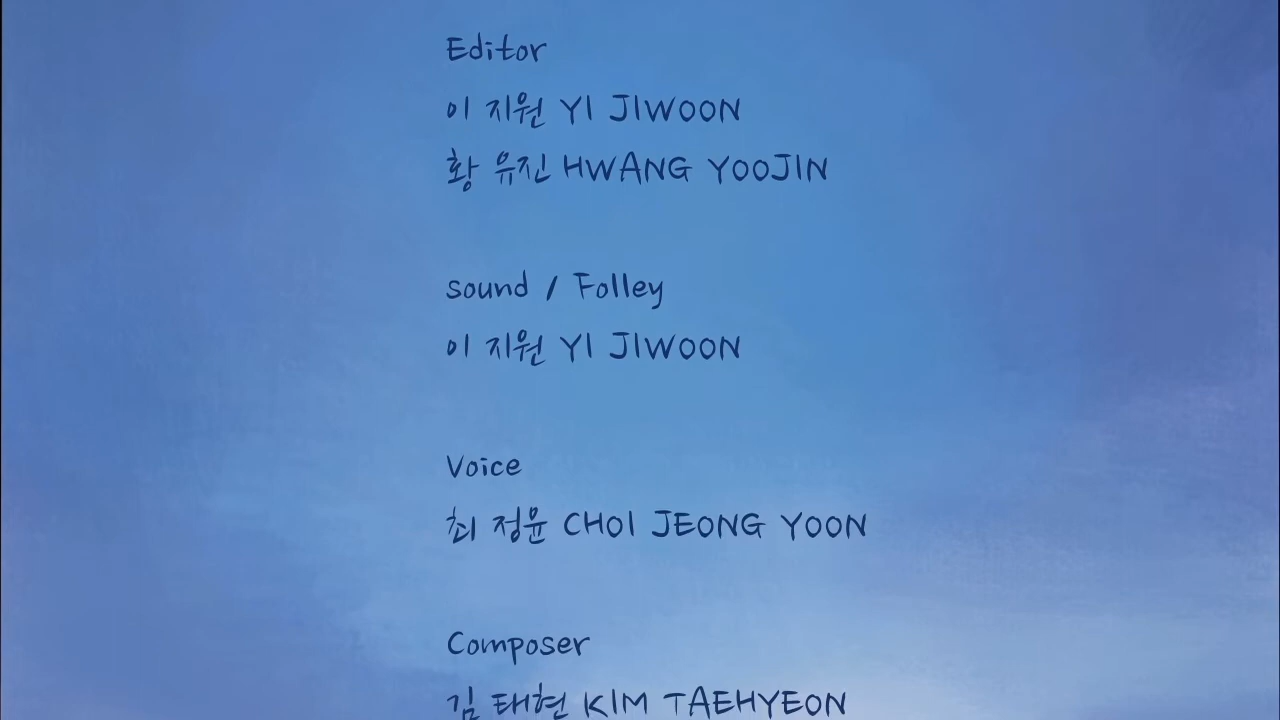 Editor
이 지원 YI JIWOON
황 유진 HWANG YOOJIN
sound / Folley
이 지원 YI JIWOON
Voice
최 정윤 CHOI JEONG YOON
Composer
김 태현 KIM TAEHYEON